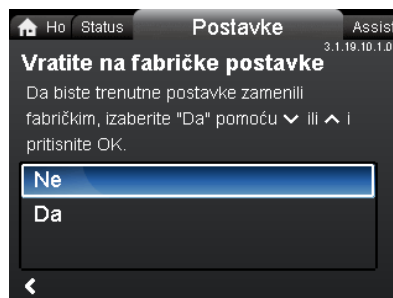 Ho Status Postavke Assist
3.1.19.10.1.0
Vratite na fabričke postavke
Da biste trenutne postavke zamenili
fabričkim, izaberite "Da" pomoću ili i
pritisnite OK.
Ne
Da